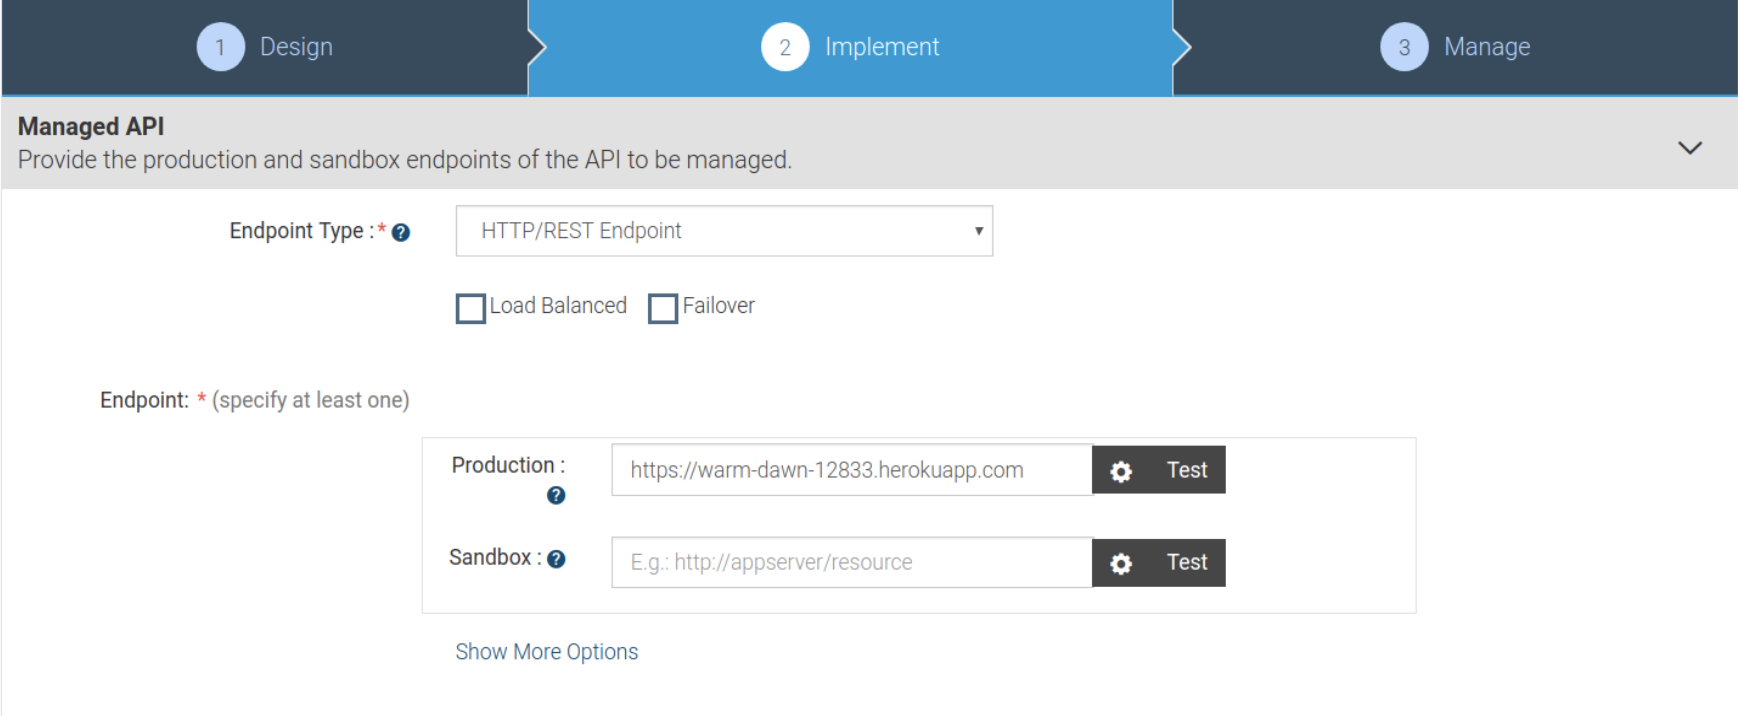 1 Design
2 Implement
3 Manage
Managed API
Provide the production and sandbox endpoints of the API to be managed.
Endpoint Type : * ?
HTTP/REST Endpoint
Load Balanced
Failover
Endpoint: * (specify at least one)
Production :
?
https://warm-dawn-12833.herokuapp.com
Test
Sandbox : ?
E.g.: http://appserver/resource
Test
Show More Options